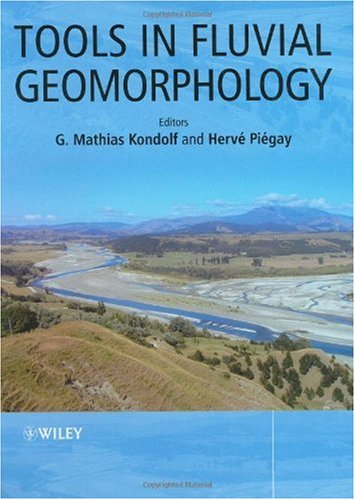 TOOLS IN FLUVIAL
GEOMORPHOLOGY
Editors
G. Mathias Kondolf and Hervé Piégay
WILEY